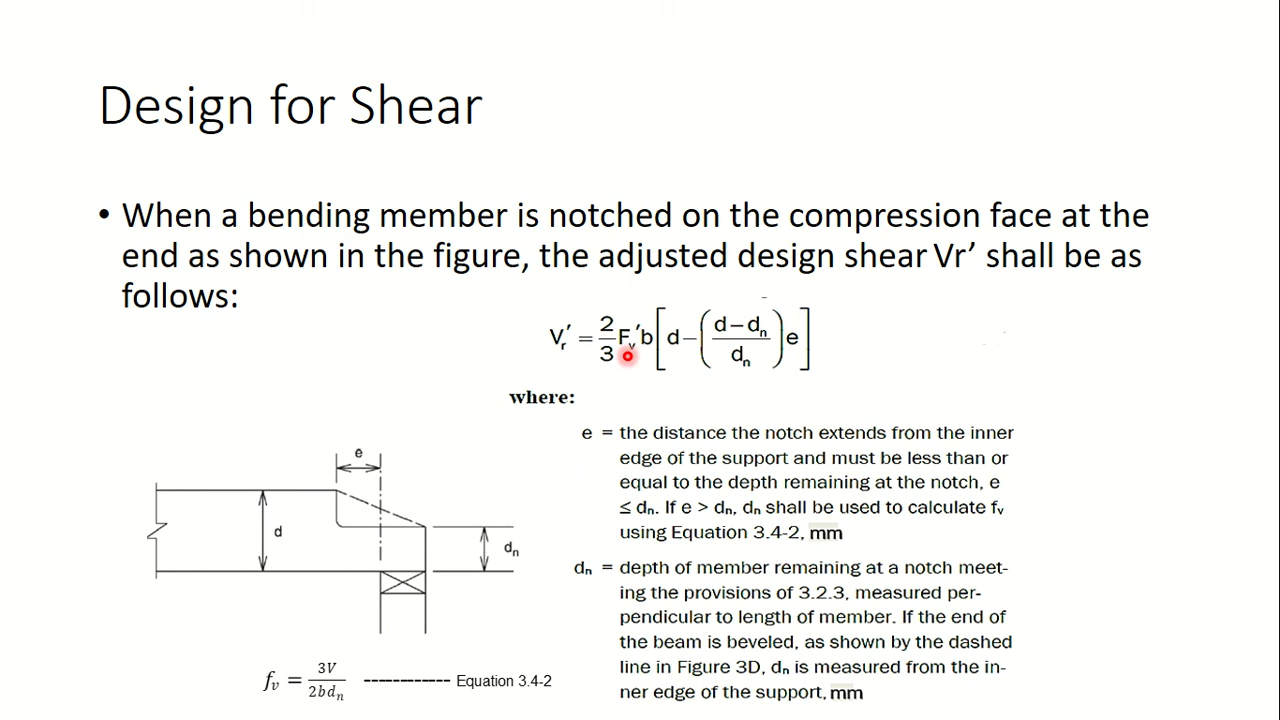 Design for Shear
• When a bending member is notched on the compression face at the
end as shown in the figure, the adjusted design shear Vr’ shall be as
follows:
V_r′ = 2/3 F_v′ b [ d − ( (d − d_n) / d_n ) e ]
where:
e = the distance the notch extends from the inner
edge of the support and must be less than or
equal to the depth remaining at the notch, e
≤ dₙ. If e > dₙ, dₙ shall be used to calculate fᵥ
using Equation 3.4-2, mm
dₙ = depth of member remaining at a notch meet-
ing the provisions of 3.2.3, measured per-
pendicular to length of member. If the end of
the beam is beveled, as shown by the dashed
line in Figure 3D, dₙ is measured from the in-
ner edge of the support, mm
e
d
dₙ
f_v = 3V / 2bd_n ------------ Equation 3.4-2